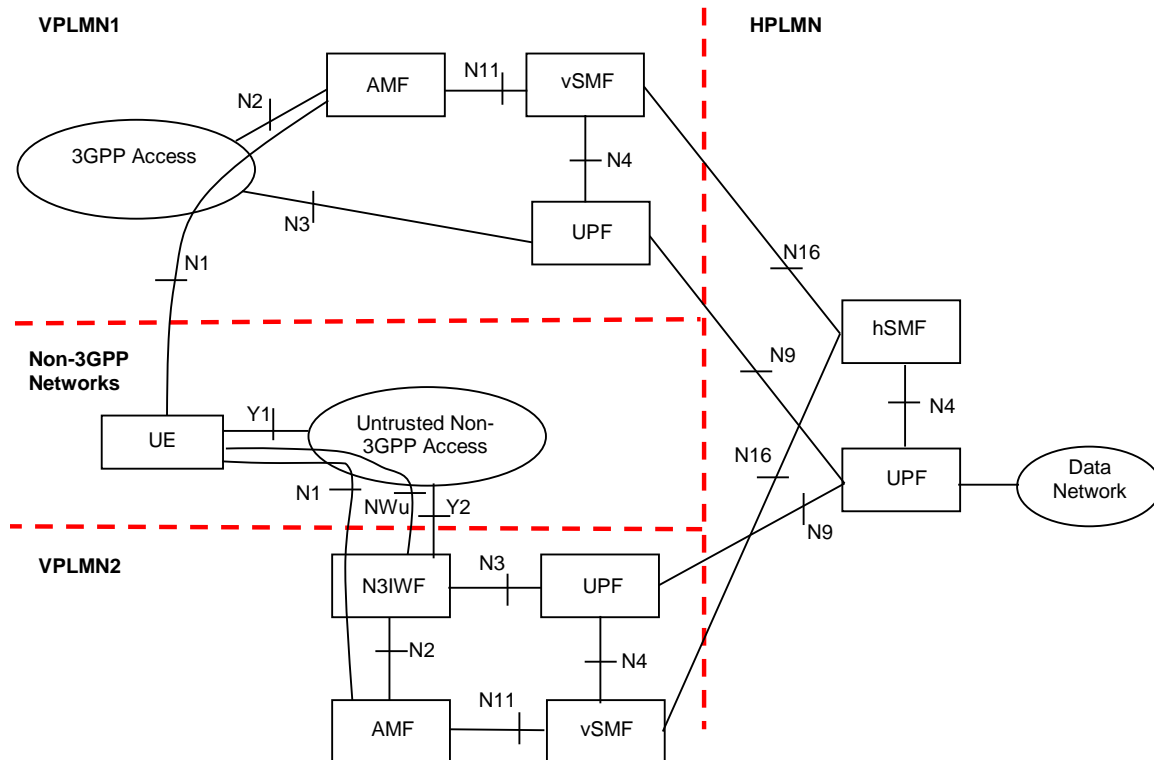 VPLMN1
HPLMN
N11
AMF
vSMF
N2
3GPP Access
N4
N3
UPF
N1
N16
hSMF
N9
Non-3GPP
Networks
N4
Y1
Untrusted Non-
3GPP Access
UE
N16
UPF
Data
Network
N1
NWu
Y2
N9
VPLMN2
N3IWF
N3
UPF
N2
N4
N11
AMF
vSMF